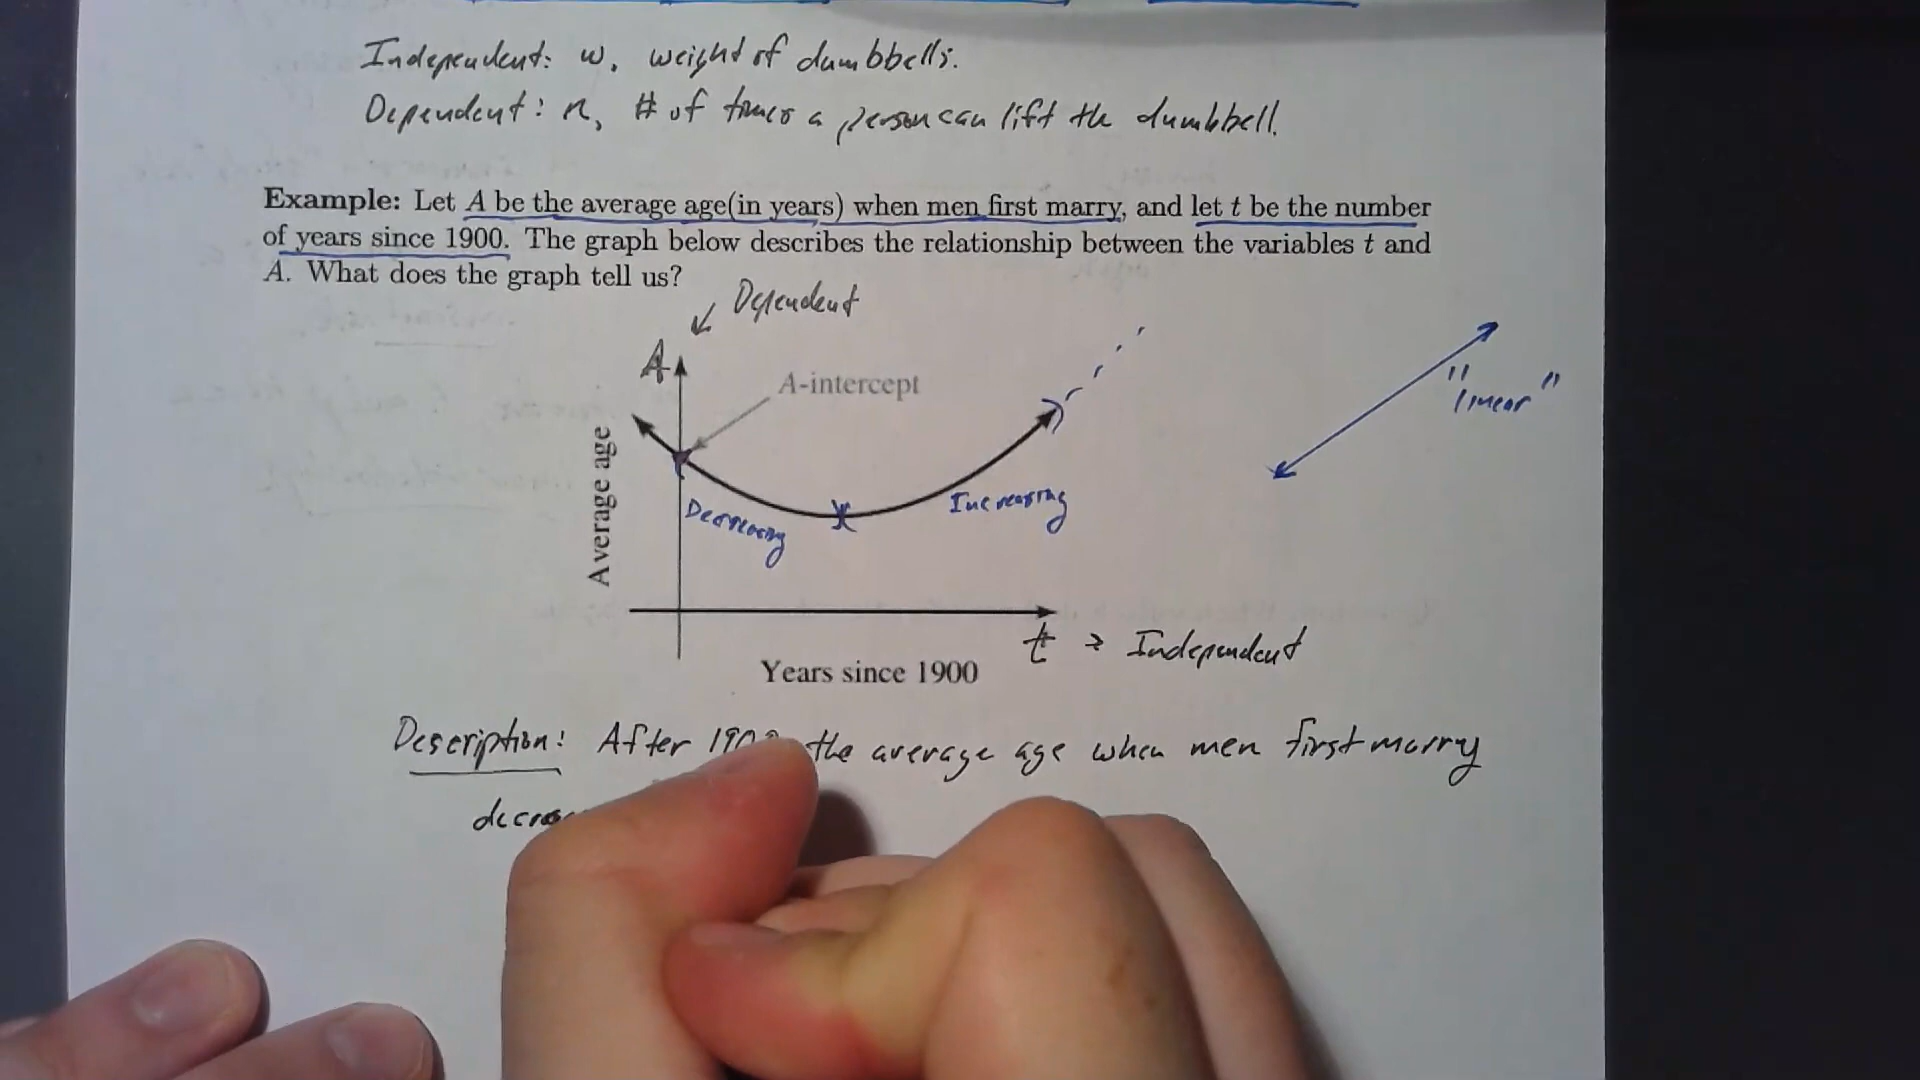 Independent: w, weight of dumbbells.
Dependent: n, # of times a person can lift the dumbbell.
Example: Let A be the average age(in years) when men first marry, and let t be the number
of years since 1900. The graph below describes the relationship between the variables t and
A. What does the graph tell us?
Dependent
A
A-intercept
"linear"
Average age
Decreasing
Increasing
t → Independent
Years since 1900
Description: After 190 the average age when men first marry